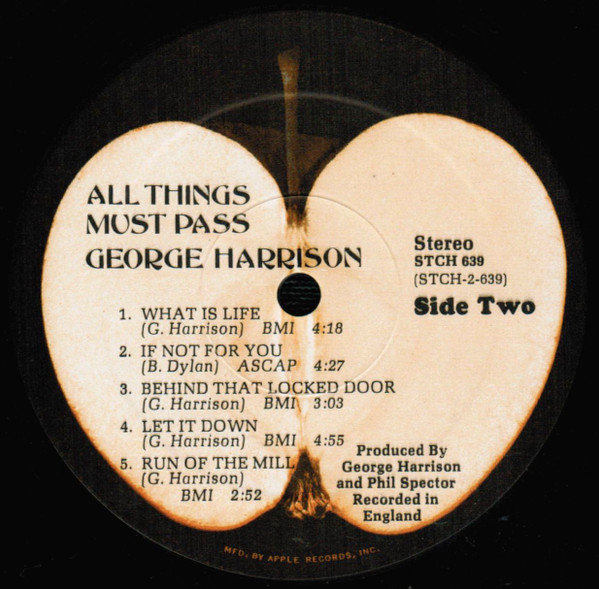 ALL THINGS
MUST PASS
GEORGE HARRISON
Stereo
STCH 639
(STCH-2-639)
Side Two
1. WHAT IS LIFE
(G. Harrison) BMI 4:18
2. IF NOT FOR YOU
(B. Dylan) ASCAP 4:27
3. BEHIND THAT LOCKED DOOR
(G. Harrison) BMI 3:03
4. LET IT DOWN
(G. Harrison) BMI 4:55
5. RUN OF THE MILL
(G. Harrison)
BMI 2:52
Produced By
George Harrison
and Phil Spector
Recorded in
England
MFD. BY APPLE RECORDS, INC.